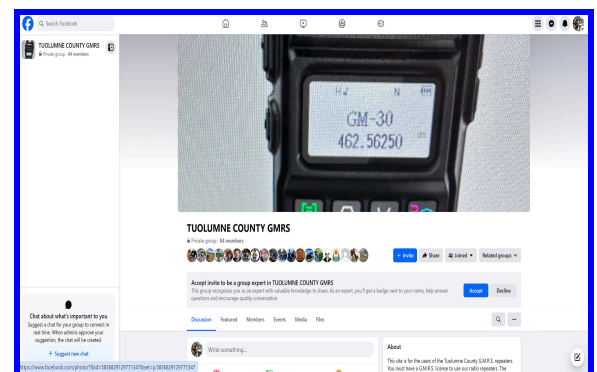 Search Facebook
TUOLUMNE COUNTY GMRS
Private group · 84 members
H
N
GM-30
462.56250
TUOLUMNE COUNTY GMRS
Private group · 84 members
+ Invite
Share
Joined
Related groups
Accept invite to be a group expert in TUOLUMNE COUNTY GMRS
This group recognizes you as an expert with valuable knowledge to share. As an expert, you'll get a badge next to your name, help answer
questions and encourage quality conversation.
Accept
Decline
Discussion
Featured
Members
Events
Media
Files
Chat about what's important to you
Suggest a chat for your group to connect in
real time. When admins approve your
suggestion, the chat will be created.
+ Suggest new chat
Write something...
About
This site is for the users of the Tuolumne County G.M.R.S. repeaters.
You must have a G.M.R.S. license to use our radio repeaters. The